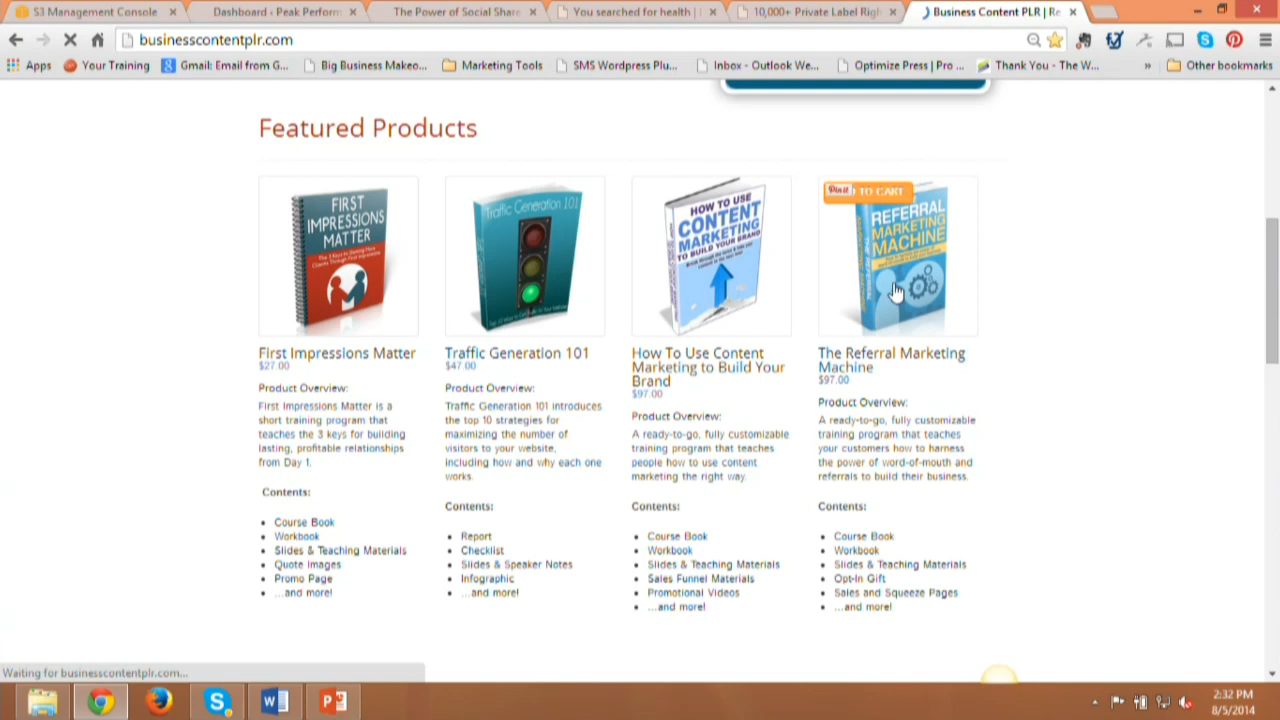 S3 Management Console
Dashboard ‹ Peak Perform
The Power of Social Share
You searched for health |
10,000+ Private Label Righ
Business Content PLR | Re
businesscontentplr.com
Apps
Your Training
Gmail: Email from G...
Big Business Makeo...
Marketing Tools
SMS Wordpress Plu...
Inbox - Outlook We...
Optimize Press | Pro ...
Thank You - The W...
»
Other bookmarks
Featured Products
FIRST
IMPRESSIONS
MATTER
Traffic Generation 101
HOW TO USE
CONTENT
MARKETING
TO BUILD YOUR BRAND
Pin it
TO CART
REFERRAL
MARKETING
MACHINE
First Impressions Matter
$27.00
Product Overview:
First Impressions Matter is a
short training program that
teaches the 3 keys for building
lasting, profitable relationships
from Day 1.
Contents:
• Course Book
• Workbook
• Slides & Teaching Materials
• Quote Images
• Promo Page
• ...and more!
Traffic Generation 101
$47.00
Product Overview:
Traffic Generation 101 introduces
the top 10 strategies for
maximizing the number of
visitors to your website,
including how and why each one
works.
Contents:
• Report
• Checklist
• Slides & Speaker Notes
• Infographic
• ...and more!
How To Use Content
Marketing to Build Your
Brand
$97.00
Product Overview:
A ready-to-go, fully customizable
training program that teaches
people how to use content
marketing the right way.
Contents:
• Course Book
• Workbook
• Slides & Teaching Materials
• Sales Funnel Materials
• Promotional Videos
• ...and more!
The Referral Marketing
Machine
$97.00
Product Overview:
A ready-to-go, fully customizable
training program that teaches
your customers how to harness
the power of word-of-mouth and
referrals to build their business.
Contents:
• Course Book
• Workbook
• Slides & Teaching Materials
• Opt-In Gift
• Sales and Squeeze Pages
• ...and more!
Waiting for businesscontentplr.com...
2:32 PM
8/5/2014